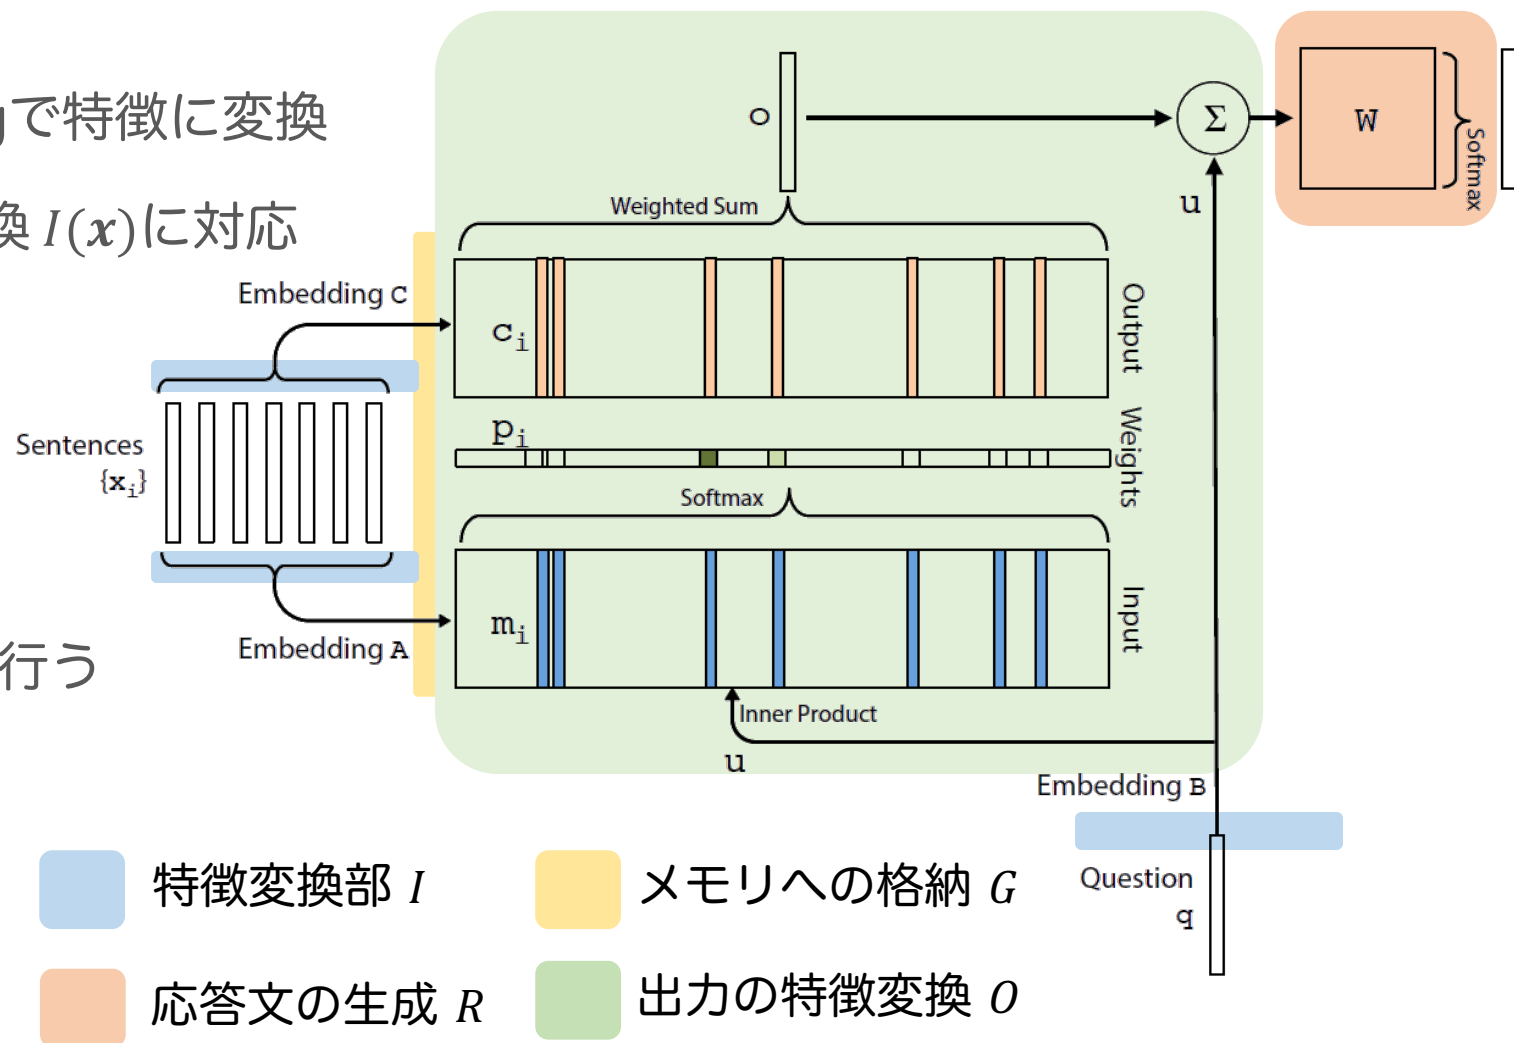 gで特徴に変換
換 I(x)に対応
行う
o
Σ
W
Softmax
u
Weighted Sum
Embedding C
c_i
Output
Sentences
{x_i}
p_i
Weights
Softmax
Embedding A
m_i
Input
Inner Product
u
Embedding B
Question
q
特徴変換部 I
メモリへの格納 G
応答文の生成 R
出力の特徴変換 O